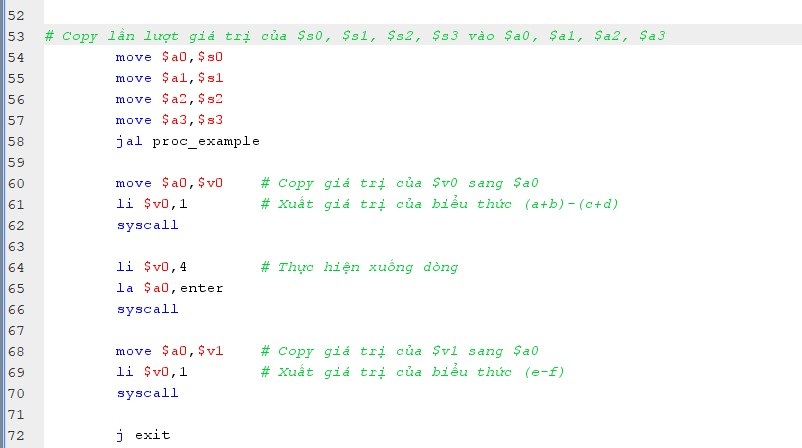 52
53 # Copy lần lượt giá trị của $s0, $s1, $s2, $s3 vào $a0, $a1, $a2, $a3
54 move $a0,$s0
55 move $a1,$s1
56 move $a2,$s2
57 move $a3,$s3
58 jal proc_example
59
60 move $a0,$v0 # Copy giá trị của $v0 sang $a0
61 li $v0,1 # Xuất giá trị của biểu thức (a+b)-(c+d)
62 syscall
63
64 li $v0,4 # Thực hiện xuống dòng
65 la $a0,enter
66 syscall
67
68 move $a0,$v1 # Copy giá trị của $v1 sang $a0
69 li $v0,1 # Xuất giá trị của biểu thức (e-f)
70 syscall
71
72 j exit